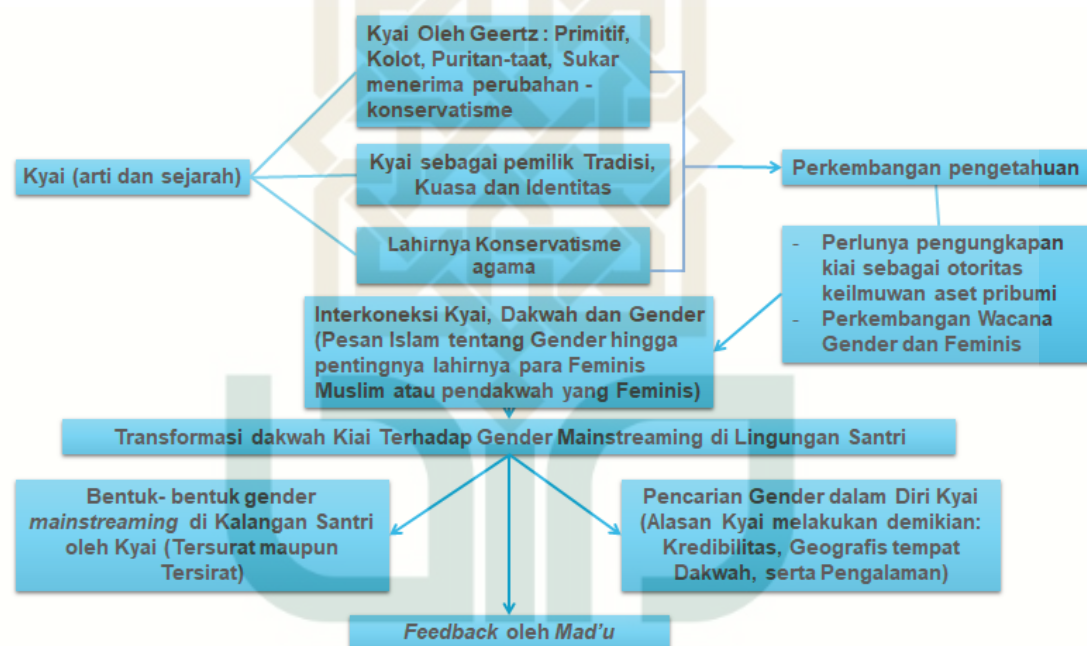 Kyai Oleh Geertz : Primitif,
Kolot, Puritan-taat, Sukar
menerima perubahan -
konservatisme
Kyai (arti dan sejarah)
Kyai sebagai pemilik Tradisi,
Kuasa dan Identitas
Perkembangan pengetahuan
Lahirnya Konservatisme
agama
- Perlunya pengungkapan
kiai sebagai otoritas
keilmuwan aset pribumi
- Perkembangan Wacana
Gender dan Feminis
Interkoneksi Kyai, Dakwah dan Gender
(Pesan Islam tentang Gender hingga
pentingnya lahirnya para Feminis
Muslim atau pendakwah yang Feminis)
Transformasi dakwah Kiai Terhadap Gender Mainstreaming di Lingungan Santri
Bentuk- bentuk gender
mainstreaming di Kalangan Santri
oleh Kyai (Tersurat maupun
Tersirat)
Pencarian Gender dalam Diri Kyai
(Alasan Kyai melakukan demikian:
Kredibilitas, Geografis tempat
Dakwah, serta Pengalaman)
Feedback oleh Mad'u